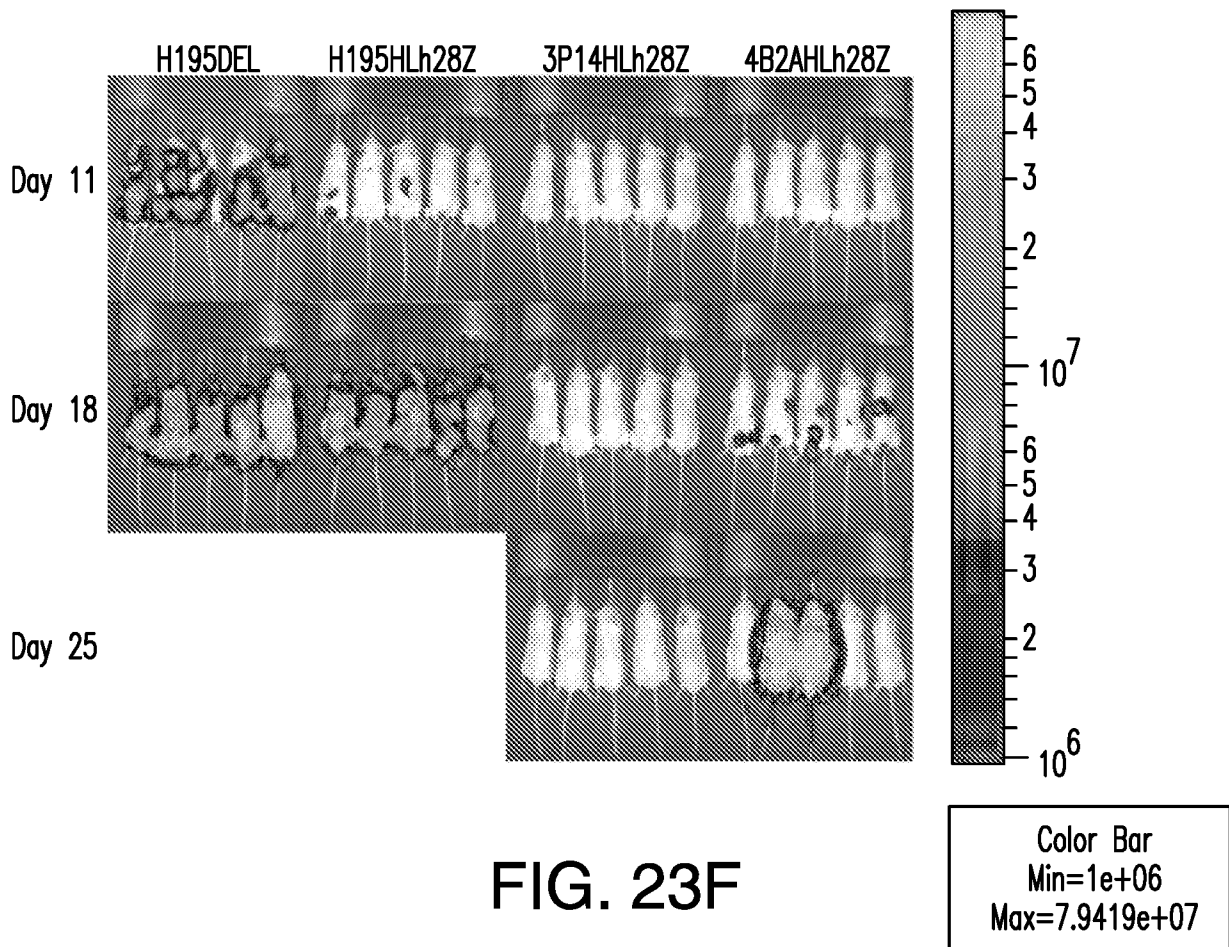 H195DEL H195HLh28Z 3P14HLh28Z 4B2AHLh28Z
Day 11
Day 18
Day 25
6
5
4
3
2
10^7
6
5
4
3
2
10^6
Color Bar
Min=1e+06
Max=7.9419e+07
FIG. 23F